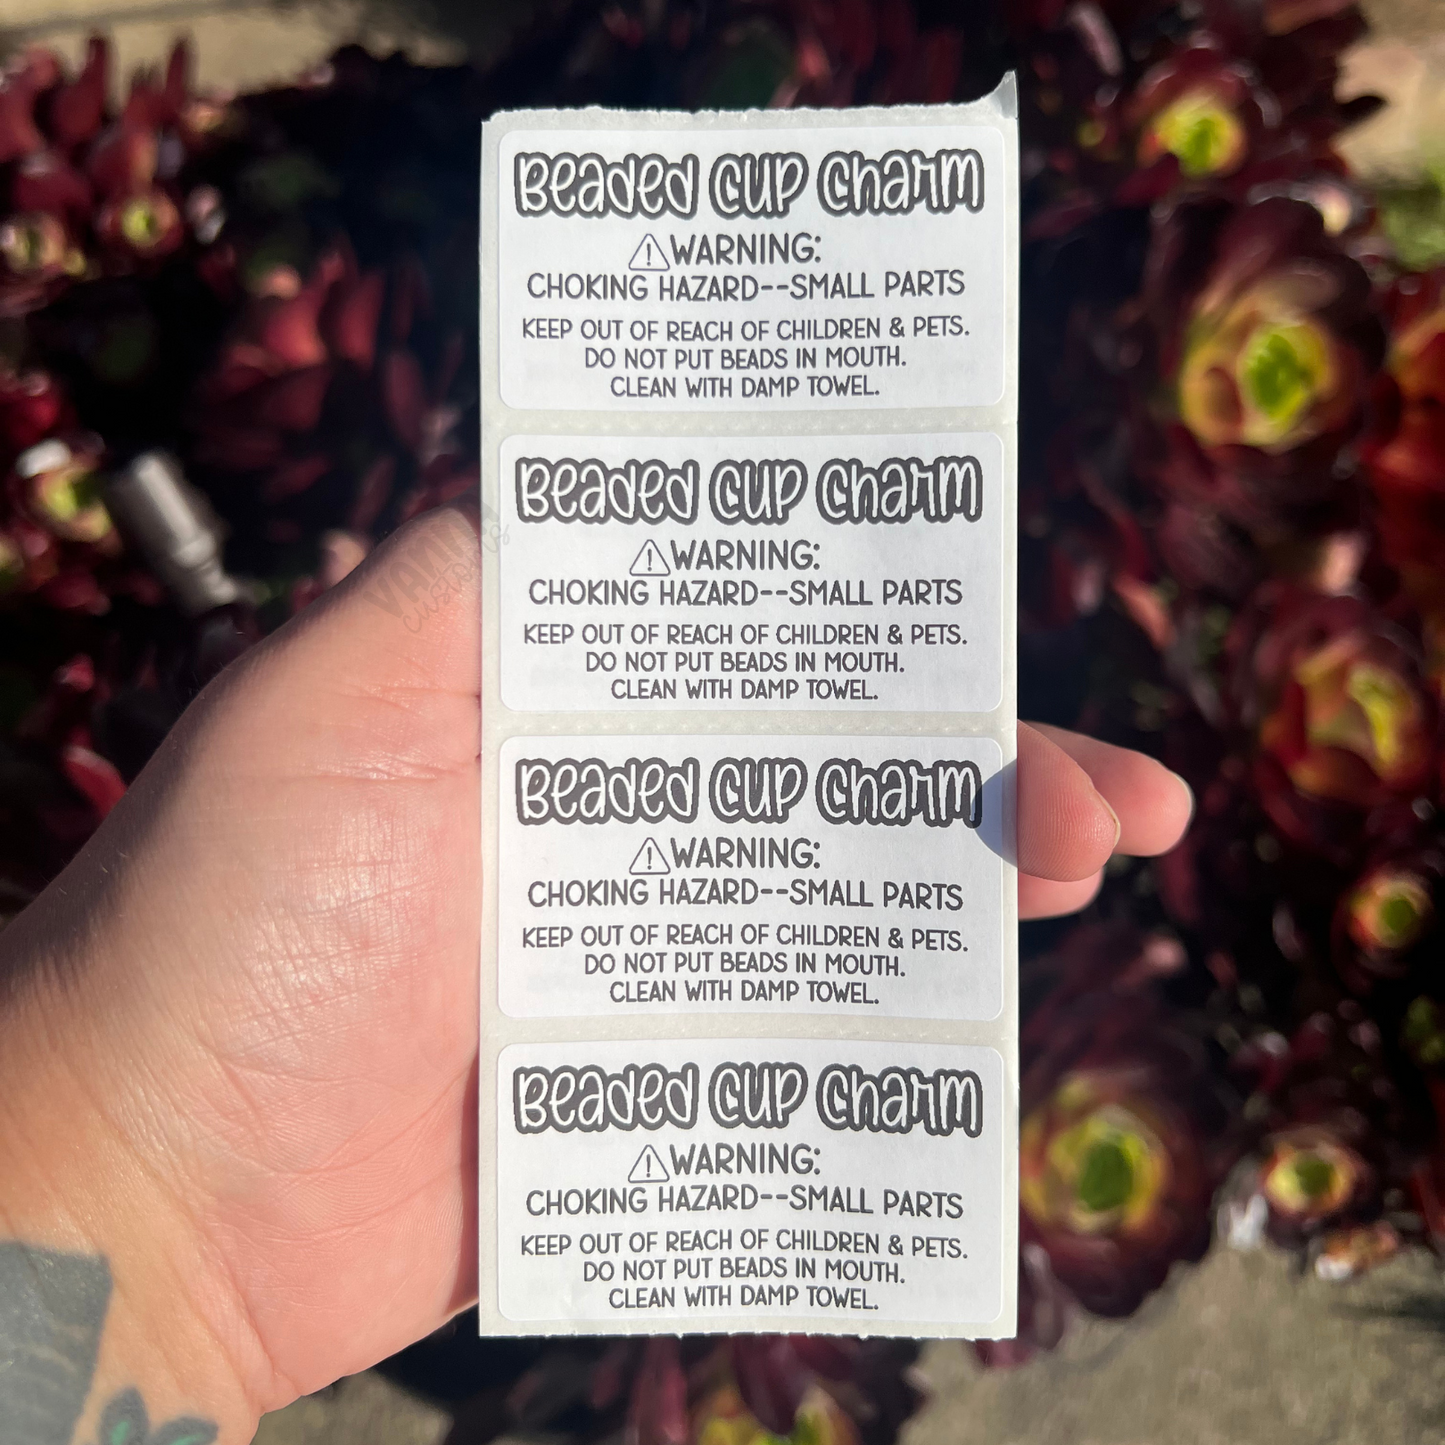 Beaded Cup Charm
⚠WARNING:
CHOKING HAZARD--SMALL PARTS
KEEP OUT OF REACH OF CHILDREN & PETS.
DO NOT PUT BEADS IN MOUTH.
CLEAN WITH DAMP TOWEL.
Beaded Cup Charm
⚠WARNING:
CHOKING HAZARD--SMALL PARTS
KEEP OUT OF REACH OF CHILDREN & PETS.
DO NOT PUT BEADS IN MOUTH.
CLEAN WITH DAMP TOWEL.
Beaded Cup Charm
⚠WARNING:
CHOKING HAZARD--SMALL PARTS
KEEP OUT OF REACH OF CHILDREN & PETS.
DO NOT PUT BEADS IN MOUTH.
CLEAN WITH DAMP TOWEL.
Beaded Cup Charm
⚠WARNING:
CHOKING HAZARD--SMALL PARTS
KEEP OUT OF REACH OF CHILDREN & PETS.
DO NOT PUT BEADS IN MOUTH.
CLEAN WITH DAMP TOWEL.
customs